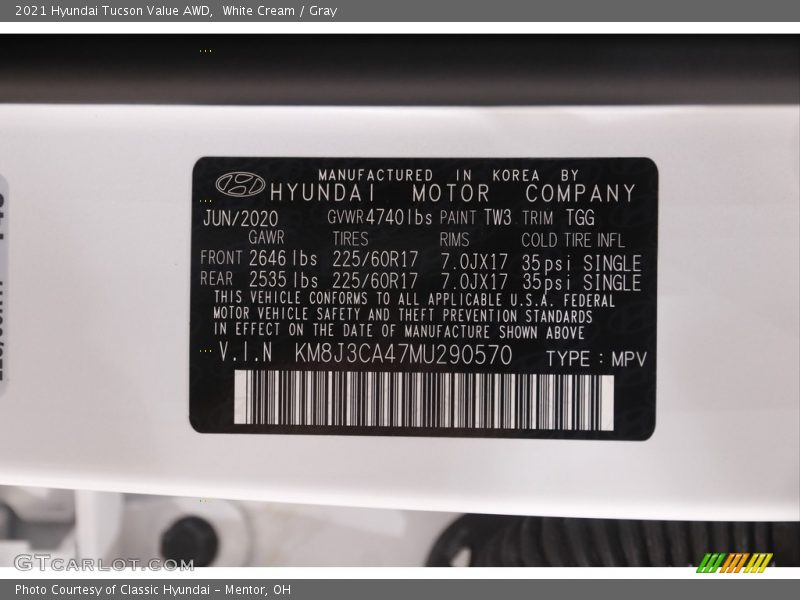 2021 Hyundai Tucson Value AWD,  White Cream / Gray
MANUFACTURED IN KOREA BY
HYUNDAI MOTOR COMPANY
JUN/2020 GVWR 4740lbs PAINT TW3 TRIM TGG
GAWR TIRES RIMS COLD TIRE INFL
FRONT 2646 lbs 225/60R17 7.0JX17 35psi SINGLE
REAR 2535 lbs 225/60R17 7.0JX17 35psi SINGLE
THIS VEHICLE CONFORMS TO ALL APPLICABLE U.S.A. FEDERAL
MOTOR VEHICLE SAFETY AND THEFT PREVENTION STANDARDS
IN EFFECT ON THE DATE OF MANUFACTURE SHOWN ABOVE
V.I.N KM8J3CA47MU290570 TYPE : MPV
GTCARLOT.COM
Photo Courtesy of Classic Hyundai - Mentor, OH